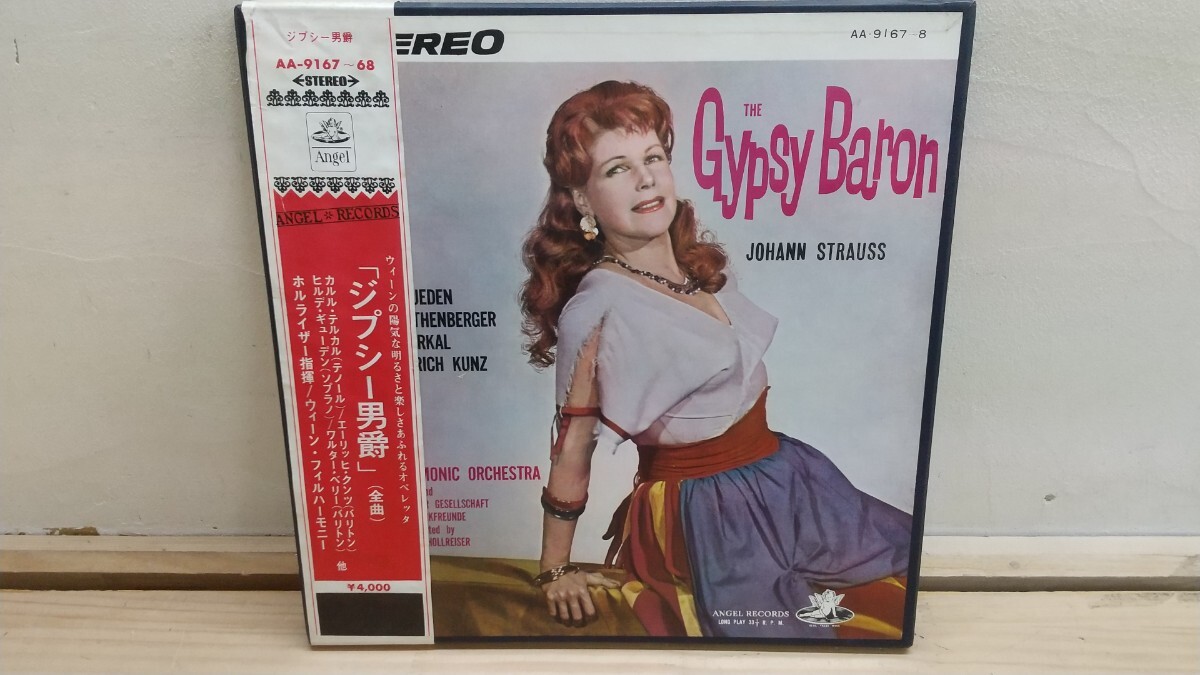 ジプシー男爵
AA-9167~68
STEREO
Angel
ANGEL RECORDS
ウィーンの陽気な明るさと楽しさあふれるオペレッタ
「ジプシー男爵」(全曲)
カルル・テルカル(テノール)/エーリッヒ・クンツ(バリトン)
ヒルデ・ギューデン(ソプラノ)/ワルター・ベリー(バリトン) 他
ホルライザー指揮/ウィーン・フィルハーモニー
¥4,000
EREO
AA-9167-8
THE
Gypsy Baron
JOHANN STRAUSS
UEDEN
THENBERGER
RKAL
RICH KUNZ
MONIC ORCHESTRA
nd
R GESELLSCHAFT
KFREUNDE
ted by
HOLLREISER
ANGEL RECORDS
LONG PLAY 33⅓ R.P.M.